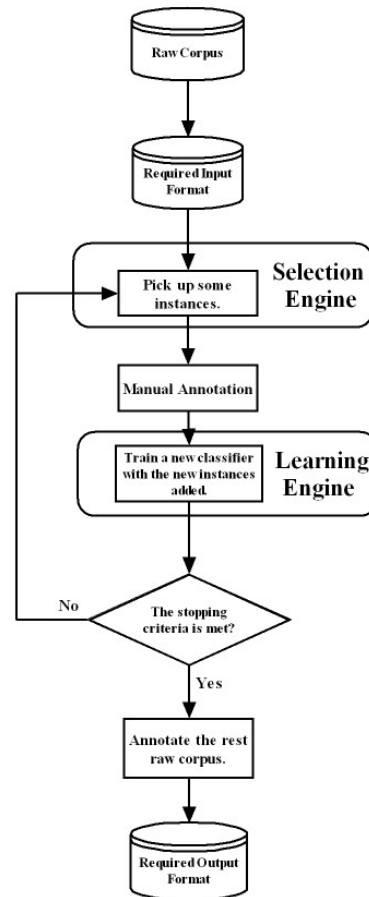 Raw Corpus
Required Input
Format
Selection
Engine
Pick up some
instances.
Manual Annotation
Learning
Engine
Train a new classifier
with the new instances
added.
No
The stopping
criteria is met?
Yes
Annotate the rest
raw corpus.
Required Output
Format